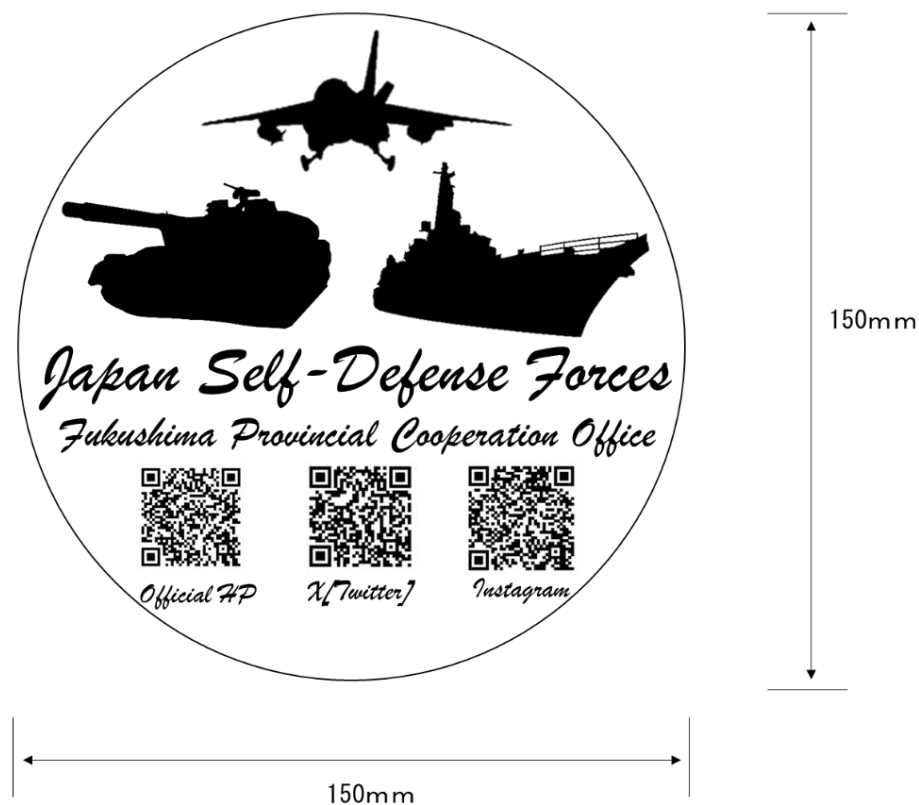 150mm
Japan Self-Defense Forces
Fukushima Provincial Cooperation Office
Official HP X[Twitter] Instagram
150mm